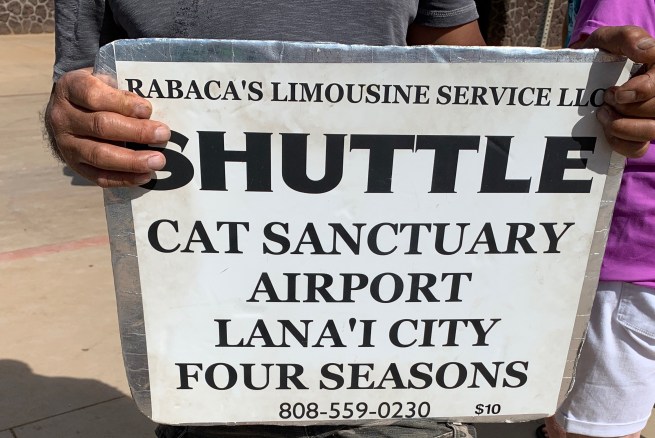 RABACA'S LIMOUSINE SERVICE LLC
SHUTTLE
CAT SANCTUARY
AIRPORT
LANA'I CITY
FOUR SEASONS
808-559-0230 $10